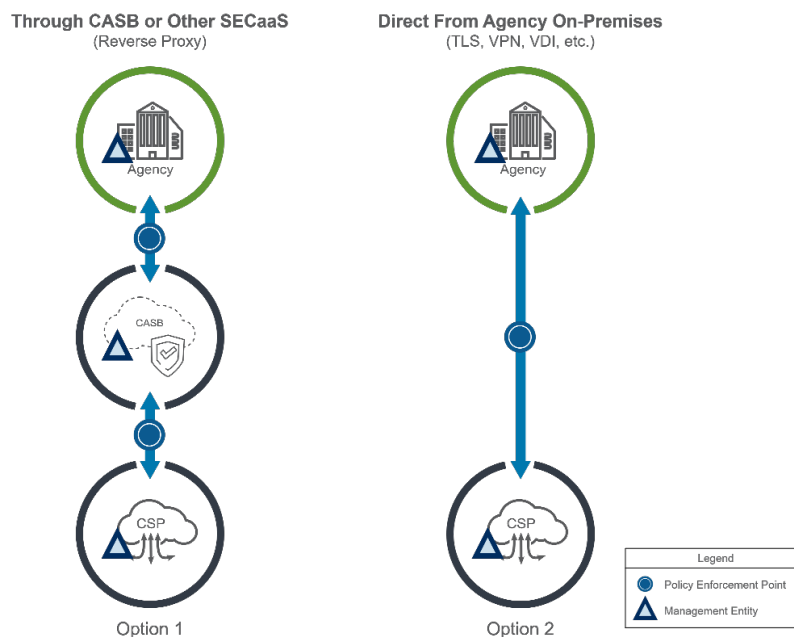 Through CASB or Other SECaaS
(Reverse Proxy)
Agency
CASB
CSP
Option 1
Direct From Agency On-Premises
(TLS, VPN, VDI, etc.)
Agency
CSP
Option 2
Legend
Policy Enforcement Point
Management Entity